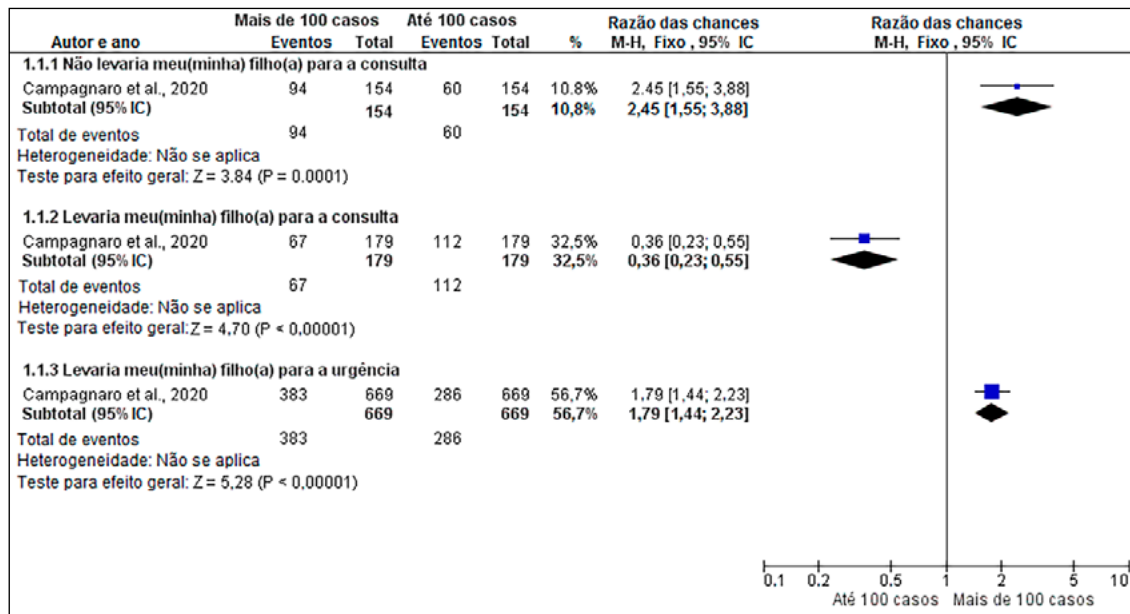 Mais de 100 casos Até 100 casos Razão das chances Razão das chances
Autor e ano Eventos Total Eventos Total % M-H, Fixo , 95% IC M-H, Fixo , 95% IC
1.1.1 Não levaria meu(minha) filho(a) para a consulta
Campagnaro et al., 2020 94 154 60 154 10.8% 2.45 [1,55; 3,88]
Subtotal (95% IC) 154 154 10,8% 2,45 [1,55; 3,88]
Total de eventos 94 60
Heterogeneidade: Não se aplica
Teste para efeito geral: Z = 3.84 (P = 0.0001)
1.1.2 Levaria meu(minha) filho(a) para a consulta
Campagnaro et al., 2020 67 179 112 179 32,5% 0,36 [0,23; 0,55]
Subtotal (95% IC) 179 179 32,5% 0,36 [0,23; 0,55]
Total de eventos 67 112
Heterogeneidade: Não se aplica
Teste para efeito geral: Z = 4,70 (P < 0,00001)
1.1.3 Levaria meu(minha) filho(a) para a urgência
Campagnaro et al., 2020 383 669 286 669 56,7% 1,79 [1,44; 2,23]
Subtotal (95% IC) 669 669 56,7% 1,79 [1,44; 2,23]
Total de eventos 383 286
Heterogeneidade: Não se aplica
Teste para efeito geral: Z = 5,28 (P < 0,00001)
0.1 0.2 0.5 1 2 5 10
Até 100 casos Mais de 100 casos